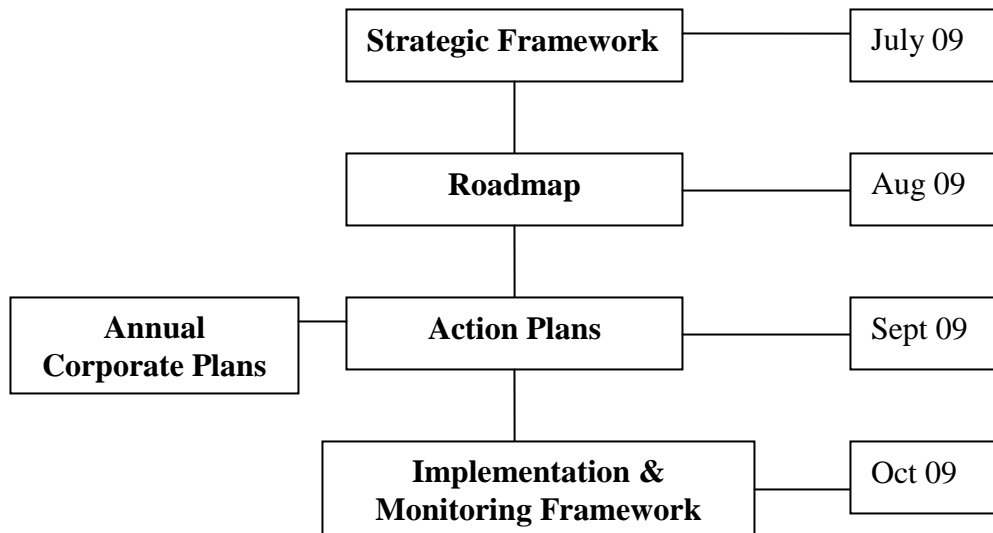 Strategic Framework
July 09
Roadmap
Aug 09
Annual
Corporate Plans
Action Plans
Sept 09
Implementation &
Monitoring Framework
Oct 09